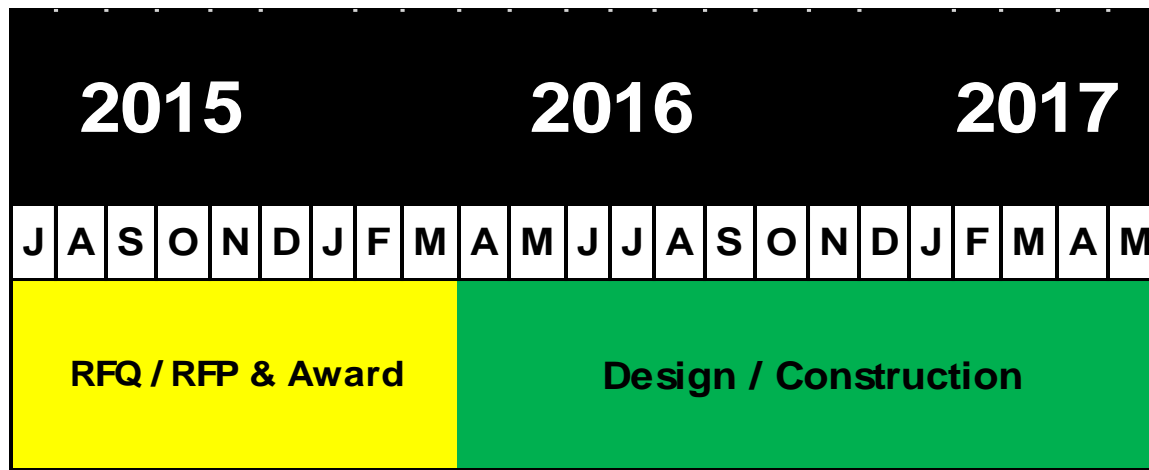 2015 2016 2017
J A S O N D J F M A M J J A S O N D J F M A M
RFQ / RFP & Award Design / Construction